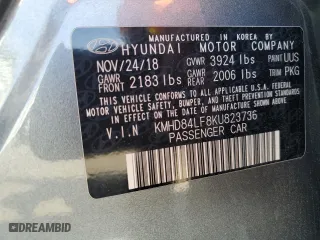 MANUFACTURED IN KOREA BY
HYUNDAI MOTOR COMPANY
NOV/24/18 GVWR 3924 lbs PAINT UUS
GAWR FRONT 2183 lbs GAWR REAR 2006 lbs TRIM PKG
THIS VEHICLE CONFORMS TO ALL APPLICABLE
U.S.A. FEDERAL MOTOR VEHICLE SAFETY, BUMPER,
AND THEFT PREVENTION STANDARDS IN EFFECT
ON THE DATE OF MANUFACTURE SHOWN ABOVE
V.I.N KMHD84LF8KU823736
PASSENGER CAR
DREAMBID